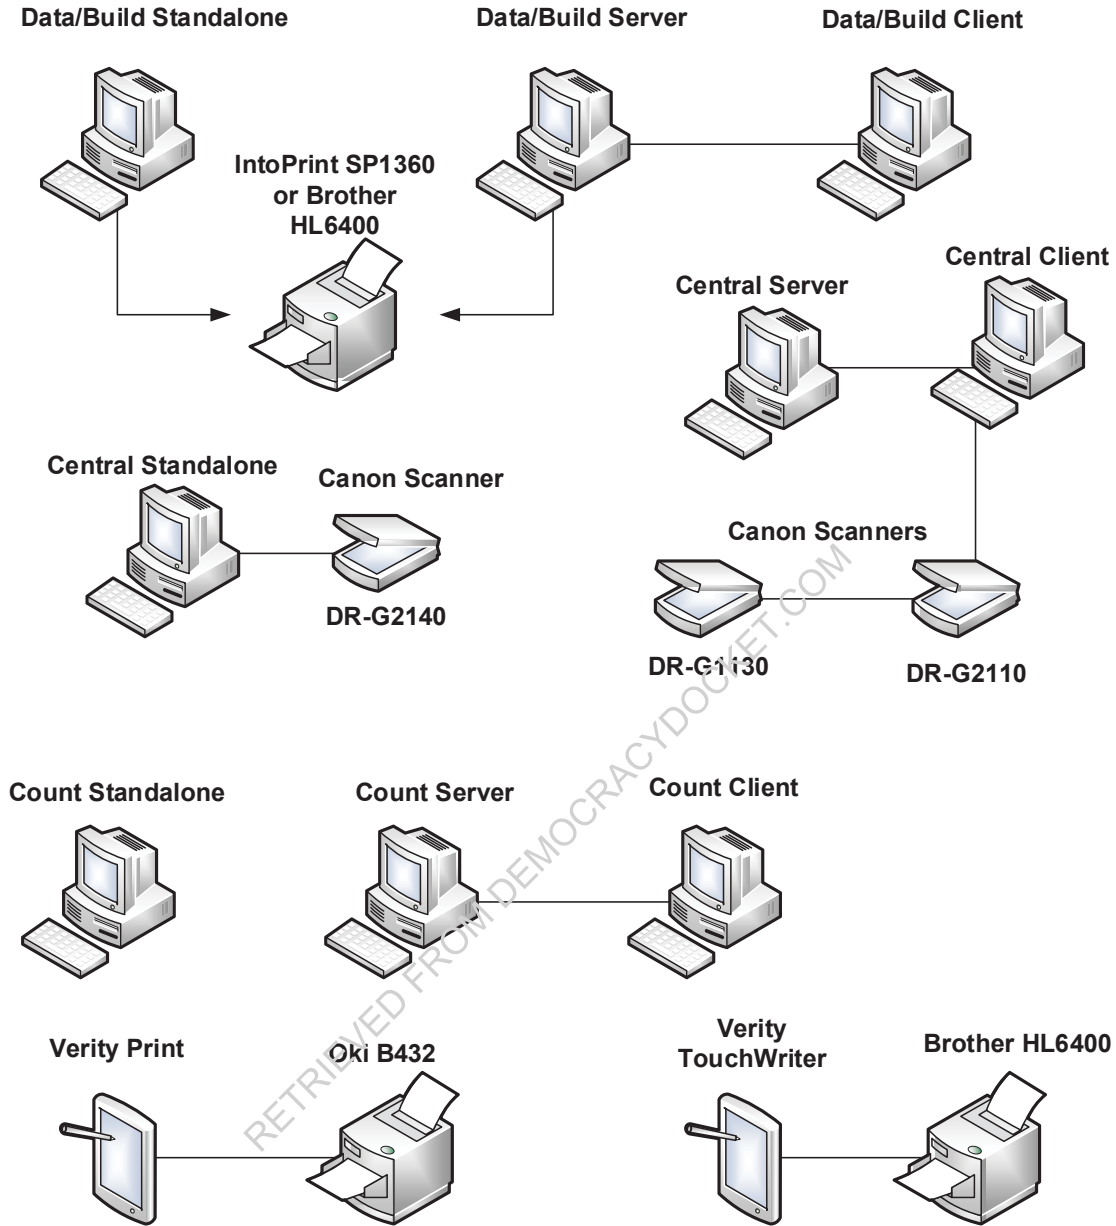 Data/Build Standalone
Data/Build Server
Data/Build Client
IntoPrint SP1360
or Brother
HL6400
Central Client
Central Server
Central Standalone
Canon Scanner
DR-G2140
Canon Scanners
DR-G1130
DR-G2110
Count Standalone
Count Server
Count Client
Verity Print
Oki B432
Verity
TouchWriter
Brother HL6400
RETRIEVED FROM DEMOCRACYDOCKET.COM